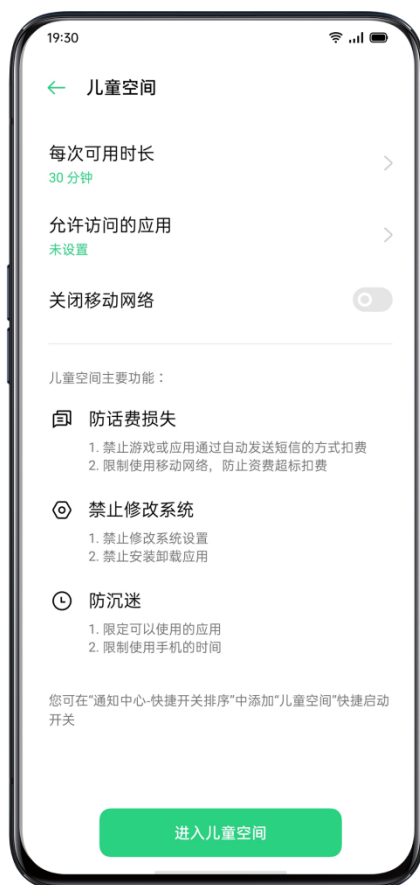 19:30
儿童空间
每次可用时长
30 分钟
允许访问的应用
未设置
关闭移动网络
儿童空间主要功能：
防话费损失
1. 禁止游戏或应用通过自动发送短信的方式扣费
2. 限制使用移动网络，防止资费超标扣费
禁止修改系统
1. 禁止修改系统设置
2. 禁止安装卸载应用
防沉迷
1. 限定可以使用的应用
2. 限制使用手机的时间
您可在“通知中心-快捷开关排序”中添加“儿童空间”快捷启动
开关
进入儿童空间